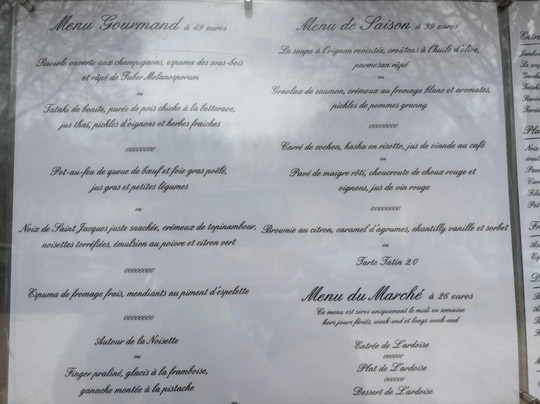 Menu Gourmand à 49 euros
Raviole ouverte aux champignons, espuma des sous-bois
et râpé de Tuber Melanosporum
ou
Tataki de bonite, purée de pois chiche à la betterave,
jus thaï, pickles d'oignons et herbes fraiches
ooooooo
Pot-au-feu de queue de bœuf et foie gras poêlé,
jus gras et petites légumes
ou
Noix de Saint Jacques juste snackée, crémeux de topinambour,
noisettes torréfiées, émulsion au poivre et citron vert
ooooooo
Espuma de fromage frais, mendiants au piment d'espelette
ooooooo
Autour de la Noisette
ou
Finger praliné, glacis à la framboise,
ganache montée à la pistache
Menu de Saison à 39 euros
La soupe à l'oignon revisitée, croûtons à l'huile d'olive,
parmesan râpé
ou
Gravlax de saumon, crémeux au fromage blanc et aromates,
pickles de pommes granny
ooooooo
Carré de cochon, kasha en risotto, jus de viande au café
ou
Pavé de maigre rôti, choucroute de choux rouge et
oignons, jus de vin rouge
ooooooo
Brownie au citron, caramel d'agrumes, chantilly vanille et sorbet
ou
Tarte Tatin 2.0
Menu du Marché à 26 euros
Ce menu est servi uniquement le midi en semaine
hors jours fériés, week-end et longs week-end
Entrée de L'ardoise
oooooo
Plat de L'ardoise
oooooo
Dessert de L'ardoise